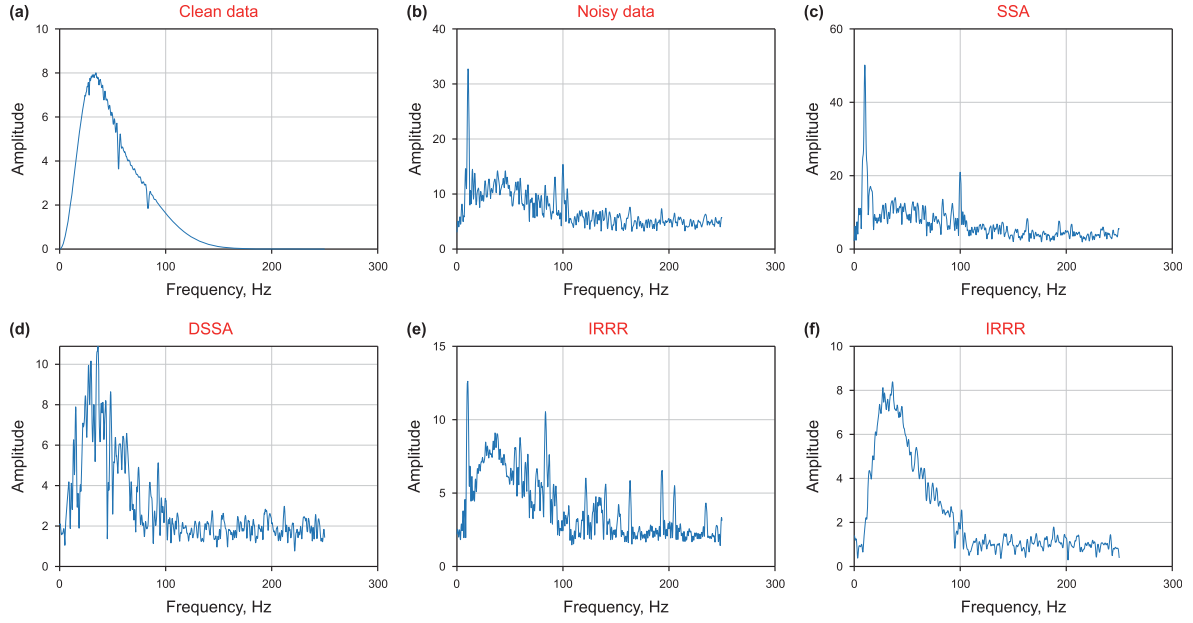 (a) Clean data
10
8
6
4
2
0
Amplitude
0 100 200 300
Frequency, Hz
(b) Noisy data
40
30
20
10
0
Amplitude
0 100 200 300
Frequency, Hz
(c) SSA
60
40
20
0
Amplitude
0 100 200 300
Frequency, Hz
(d) DSSA
10
8
6
4
2
0
Amplitude
0 100 200 300
Frequency, Hz
(e) IRRR
15
10
5
0
Amplitude
0 100 200 300
Frequency, Hz
(f) IRRR
10
8
6
4
2
0
Amplitude
0 100 200 300
Frequency, Hz